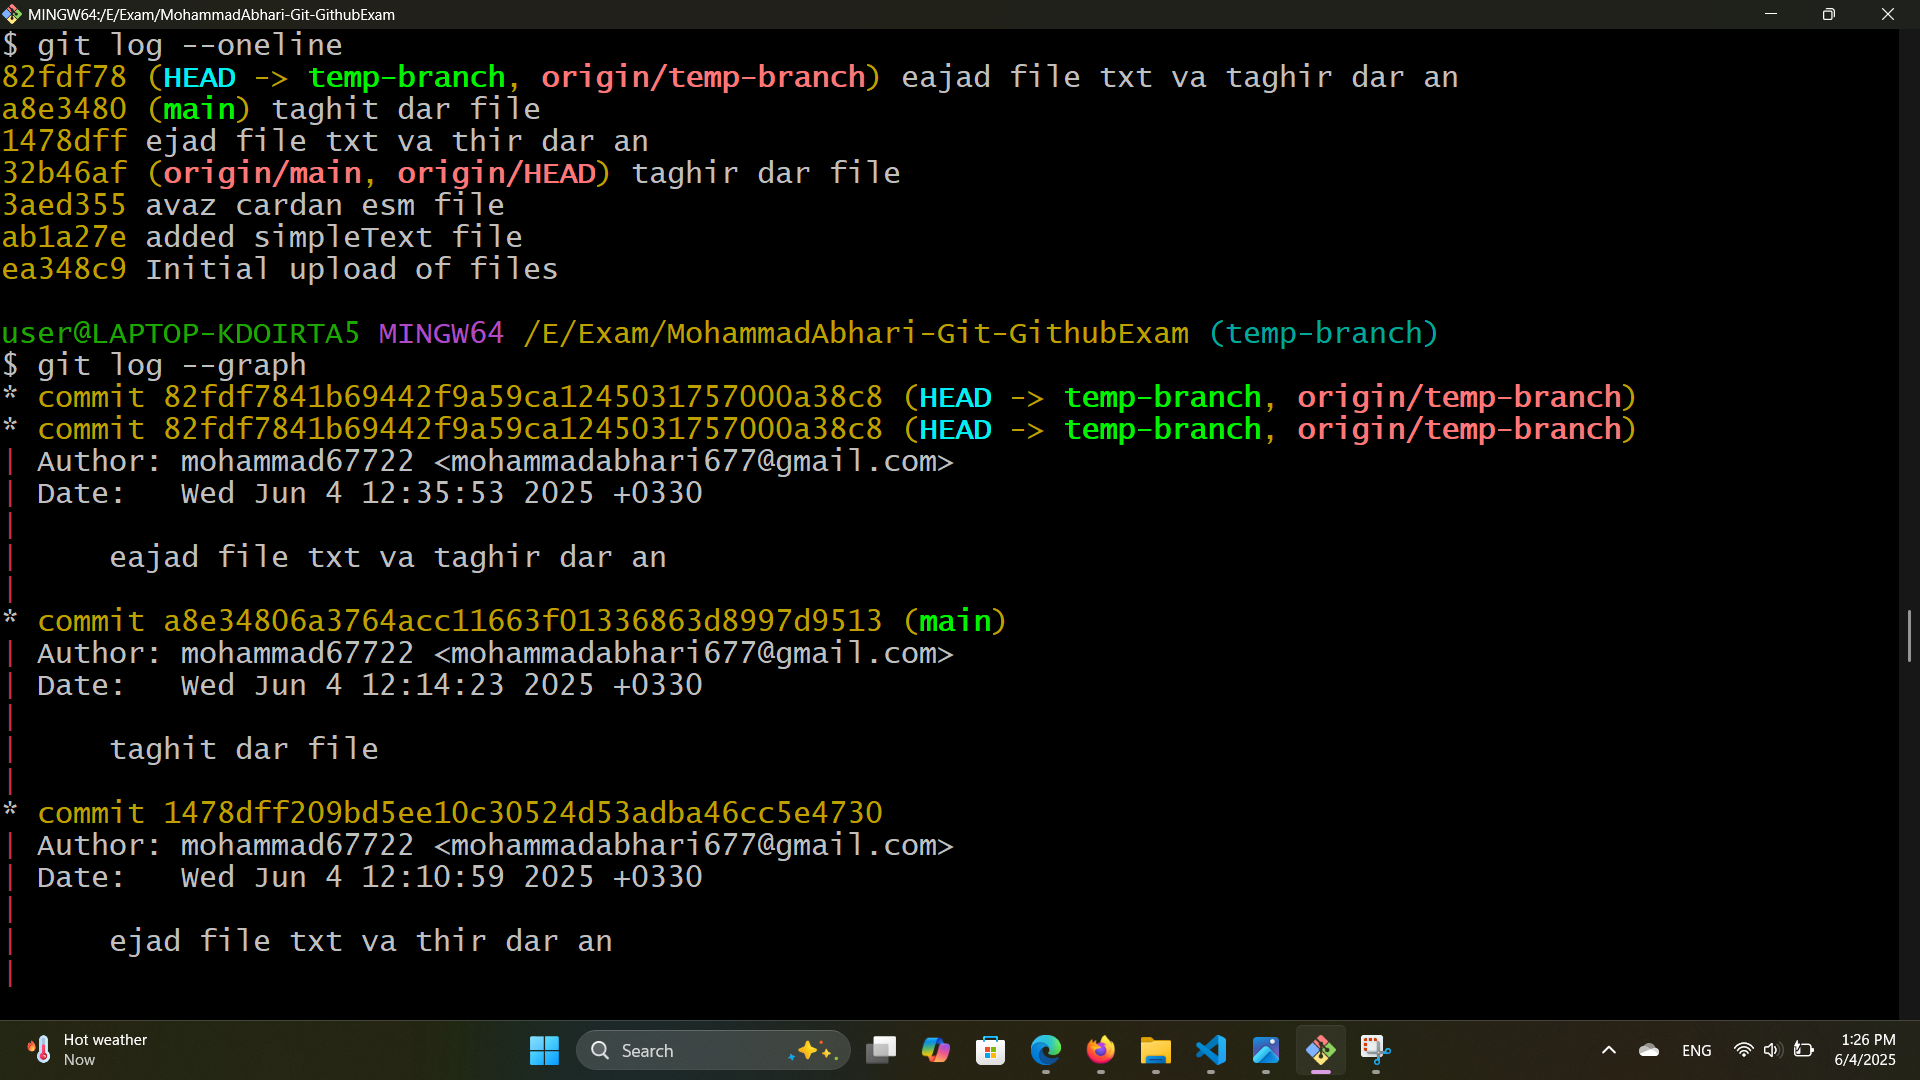 MINGW64:/E/Exam/MohammadAbhari-Git-GithubExam
$ git log --oneline
82fdf78 (HEAD -> temp-branch, origin/temp-branch) eajad file txt va taghir dar an
a8e3480 (main) taghit dar file
1478dff ejad file txt va thir dar an
32b46af (origin/main, origin/HEAD) taghir dar file
3aed355 avaz cardan esm file
ab1a27e added simpleText file
ea348c9 Initial upload of files
user@LAPTOP-KDOIRTA5 MINGW64 /E/Exam/MohammadAbhari-Git-GithubExam (temp-branch)
$ git log --graph
* commit 82fdf7841b69442f9a59ca1245031757000a38c8 (HEAD -> temp-branch, origin/temp-branch)
* commit 82fdf7841b69442f9a59ca1245031757000a38c8 (HEAD -> temp-branch, origin/temp-branch)
| Author: mohammad67722 <mohammadabhari677@gmail.com>
| Date:   Wed Jun 4 12:35:53 2025 +0330
|
|     eajad file txt va taghir dar an
|
* commit a8e34806a3764acc11663f01336863d8997d9513 (main)
| Author: mohammad67722 <mohammadabhari677@gmail.com>
| Date:   Wed Jun 4 12:14:23 2025 +0330
|
|     taghit dar file
|
* commit 1478dff209bd5ee10c30524d53adba46cc5e4730
| Author: mohammad67722 <mohammadabhari677@gmail.com>
| Date:   Wed Jun 4 12:10:59 2025 +0330
|
|     ejad file txt va thir dar an
|
Hot weather
Now
Search
ENG
1:26 PM
6/4/2025